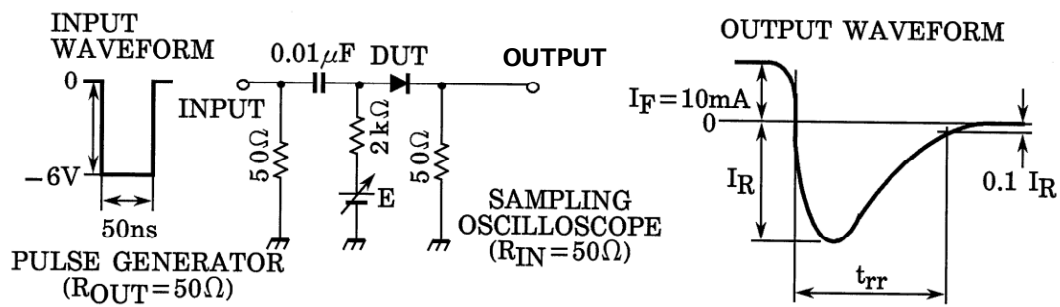 INPUT
WAVEFORM
0
−6V
50ns
PULSE GENERATOR
(ROUT=50Ω)
INPUT
0.01μF
DUT
OUTPUT
50Ω
2kΩ
E
50Ω
SAMPLING
OSCILLOSCOPE
(RIN=50Ω)
OUTPUT WAVEFORM
IF=10mA
0
IR
0.1 IR
trr